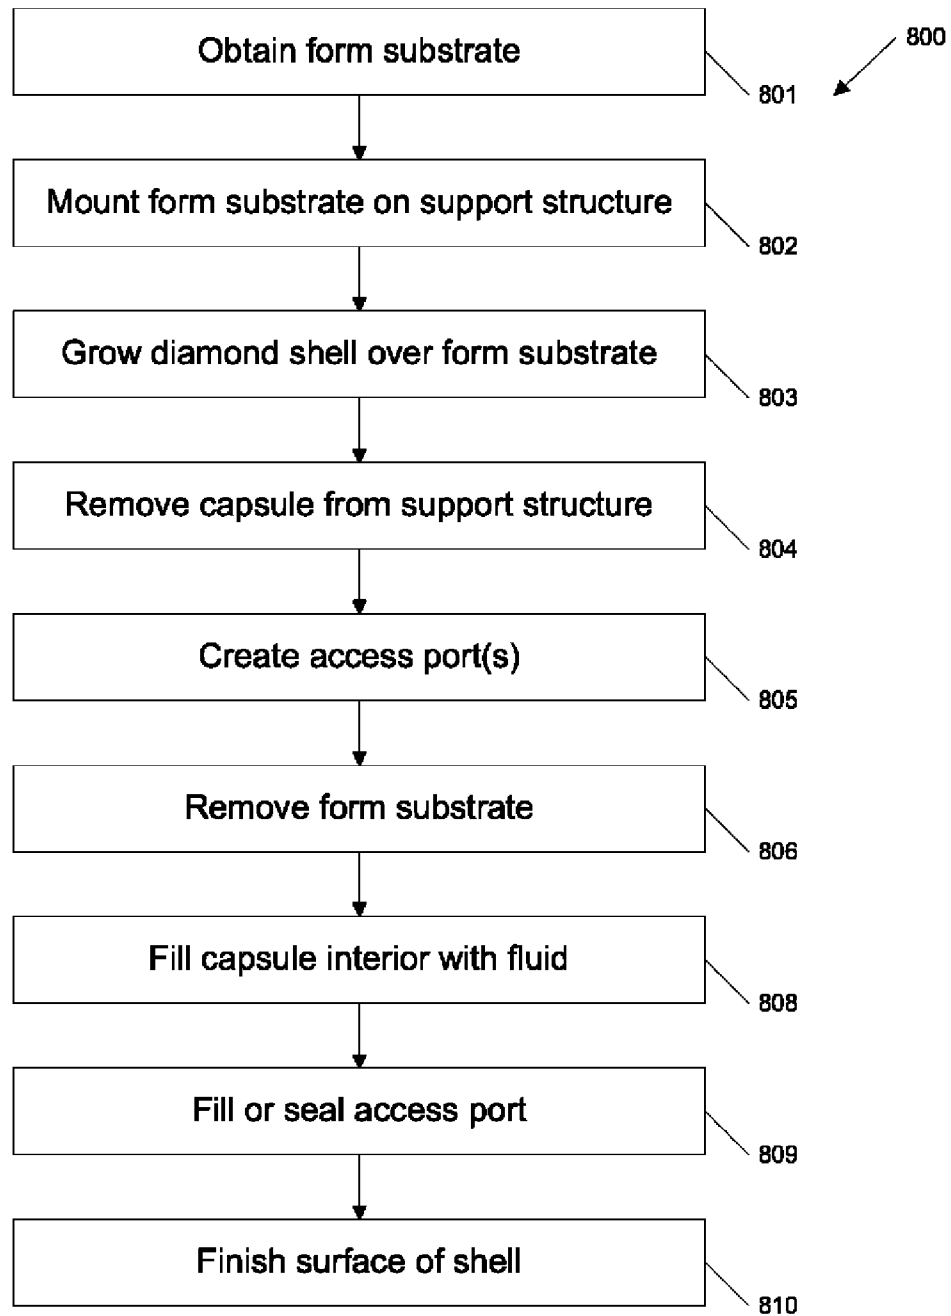 Obtain form substrate
800
801
Mount form substrate on support structure
802
Grow diamond shell over form substrate
803
Remove capsule from support structure
804
Create access port(s)
805
Remove form substrate
806
Fill capsule interior with fluid
808
Fill or seal access port
809
Finish surface of shell
810